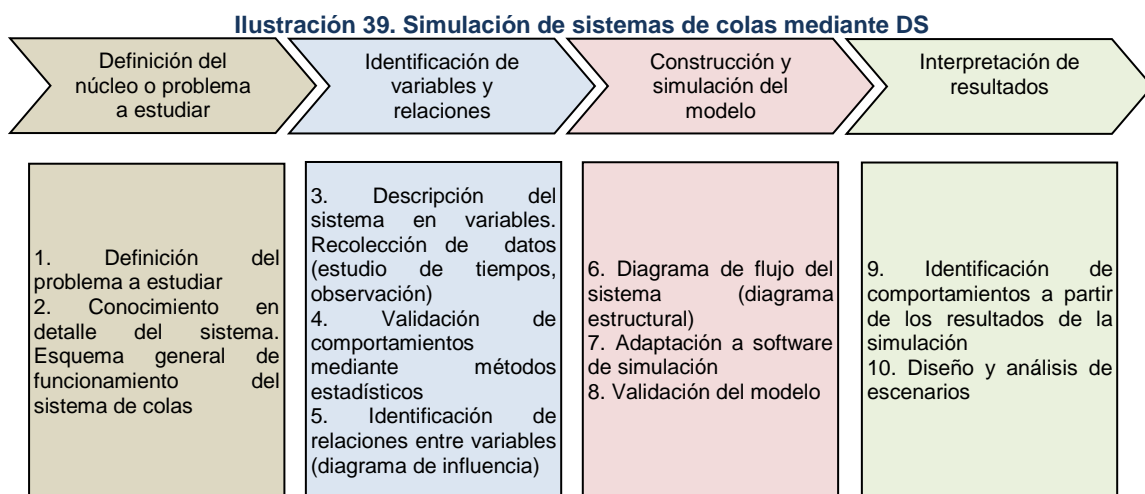 Ilustración 39. Simulación de sistemas de colas mediante DS
Definición del
núcleo o problema
a estudiar
Identificación de
variables y
relaciones
Construcción y
simulación del
modelo
Interpretación de
resultados
1. Definición del
problema a estudiar
2. Conocimiento en
detalle del sistema.
Esquema general de
funcionamiento del
sistema de colas
3. Descripción del
sistema en variables.
Recolección de datos
(estudio de tiempos,
observación)
4. Validación de
comportamientos
mediante métodos
estadísticos
5. Identificación de
relaciones entre variables
(diagrama de influencia)
6. Diagrama de flujo del
sistema (diagrama
estructural)
7. Adaptación a software
de simulación
8. Validación del modelo
9. Identificación de
comportamientos a partir
de los resultados de la
simulación
10. Diseño y análisis de
escenarios